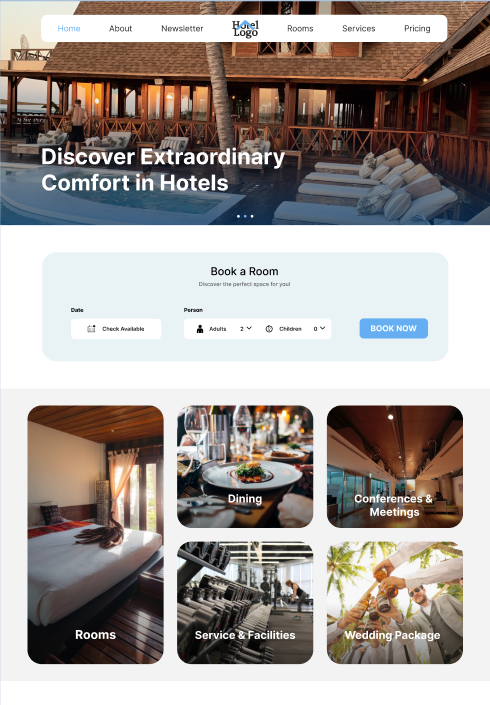 Home
About
Newsletter
Hotel
Logo
Rooms
Services
Pricing
Discover Extraordinary
Comfort in Hotels
Book a Room
Discover the perfect space for you!
Date
Person
Check Available
Adults 2
Children 0
BOOK NOW
Dining
Conferences &
Meetings
Rooms
Service & Facilities
Wedding Package